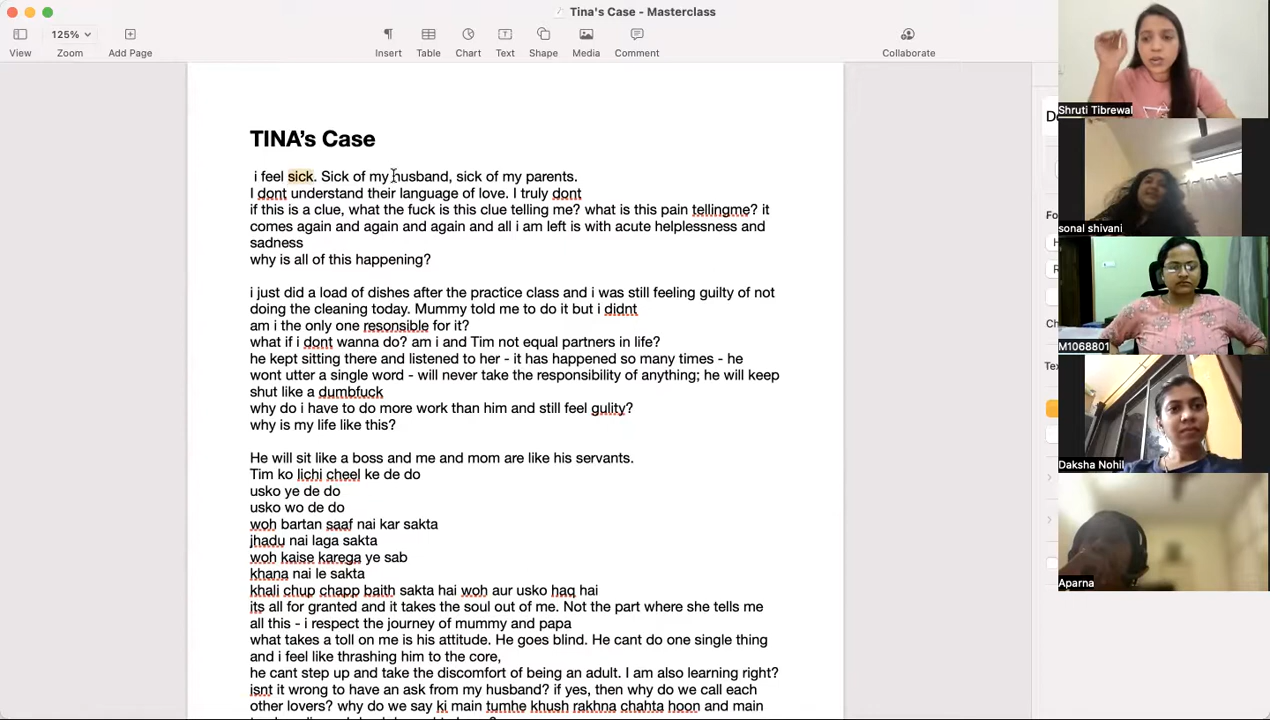 Tina's Case - Masterclass
125%
View
Zoom
Add Page
Insert
Table
Chart
Text
Shape
Media
Comment
Collaborate
TINA's Case
i feel sick. Sick of my husband, sick of my parents.
I dont understand their language of love. I truly dont
if this is a clue, what the fuck is this clue telling me? what is this pain tellingme? it
comes again and again and again and all i am left is with acute helplessness and
sadness
why is all of this happening?
i just did a load of dishes after the practice class and i was still feeling guilty of not
doing the cleaning today. Mummy told me to do it but i didnt
am i the only one resonsible for it?
what if i dont wanna do? am i and Tim not equal partners in life?
he kept sitting there and listened to her - it has happened so many times - he
wont utter a single word - will never take the responsibility of anything; he will keep
shut like a dumbfuck
why do i have to do more work than him and still feel gulity?
why is my life like this?
He will sit like a boss and me and mom are like his servants.
Tim ko lichi cheel ke de do
usko ye de do
usko wo de do
woh bartan saaf nai kar sakta
jhadu nai laga sakta
woh kaise karega ye sab
khana nai le sakta
khali chup chapp baith sakta hai woh aur usko haq hai
its all for granted and it takes the soul out of me. Not the part where she tells me
all this - i respect the journey of mummy and papa
what takes a toll on me is his attitude. He goes blind. He cant do one single thing
and i feel like thrashing him to the core,
he cant step up and take the discomfort of being an adult. I am also learning right?
isnt it wrong to have an ask from my husband? if yes, then why do we call each
other lovers? why do we say ki main tumhe khush rakhna chahta hoon and main
Shruti Tibrewal
sonal shivani
M1068801
Daksha Nohil
Aparna